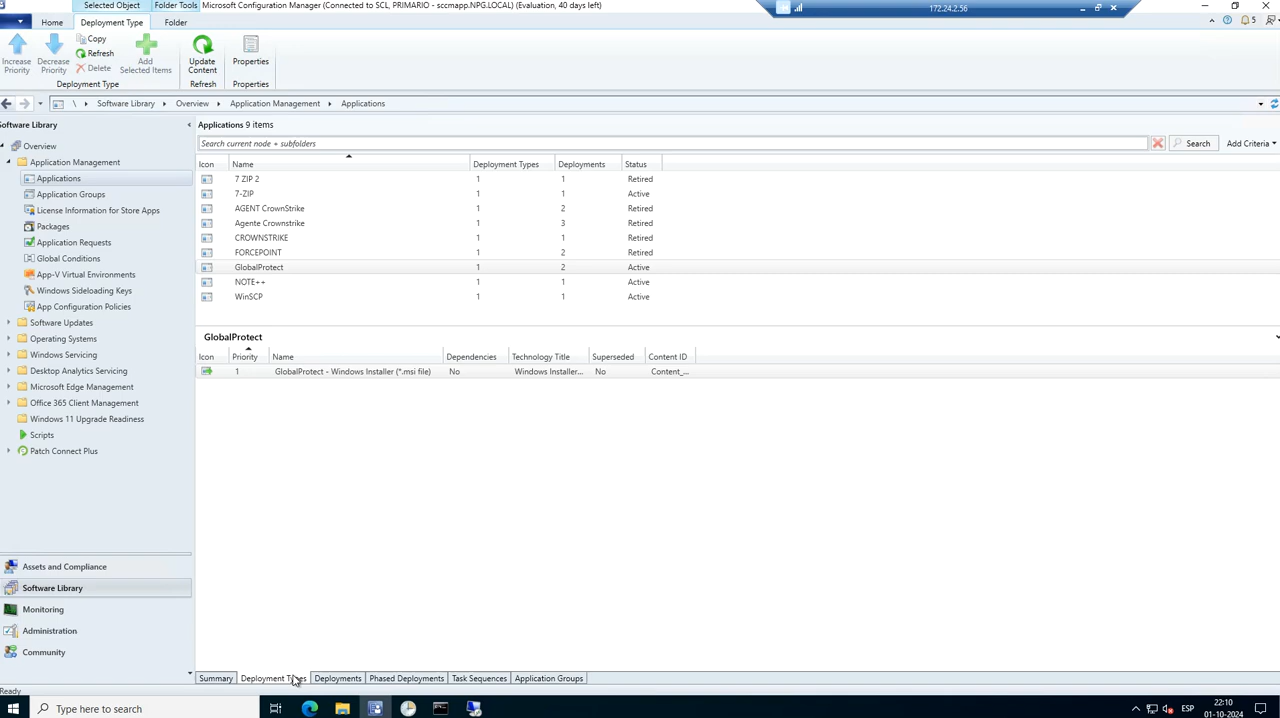 Selected Object Folder Tools Microsoft Configuration Manager (Connected to SCL, PRIMARIO - sccmapp.NPG.LOCAL) (Evaluation, 40 days left) 172.24.2.56
Home Deployment Type Folder 5
Increase Priority
Decrease Priority
Copy
Refresh
Delete
Add Selected Items
Update Content
Properties
Deployment Type Refresh Properties
\ Software Library Overview Application Management Applications
Software Library
Overview
Application Management
Applications
Application Groups
License Information for Store Apps
Packages
Application Requests
Global Conditions
App-V Virtual Environments
Windows Sideloading Keys
App Configuration Policies
Software Updates
Operating Systems
Windows Servicing
Desktop Analytics Servicing
Microsoft Edge Management
Office 365 Client Management
Windows 11 Upgrade Readiness
Scripts
Patch Connect Plus
Assets and Compliance
Software Library
Monitoring
Administration
Community
Applications 9 items
Search current node + subfolders Search Add Criteria
Icon Name Deployment Types Deployments Status
7 ZIP 2 1 1 Retired
7-ZIP 1 1 Active
AGENT CrownStrike 1 2 Retired
Agente Crownstrike 1 3 Retired
CROWNSTRIKE 1 1 Retired
FORCEPOINT 1 2 Retired
GlobalProtect 1 2 Active
NOTE++ 1 1 Active
WinSCP 1 1 Active
GlobalProtect
Icon Priority Name Dependencies Technology Title Superseded Content ID
1 GlobalProtect - Windows Installer (*.msi file) No Windows Installer... No Content_...
Summary Deployment Types Deployments Phased Deployments Task Sequences Application Groups
Ready
Type here to search ESP 22:10
01-10-2024